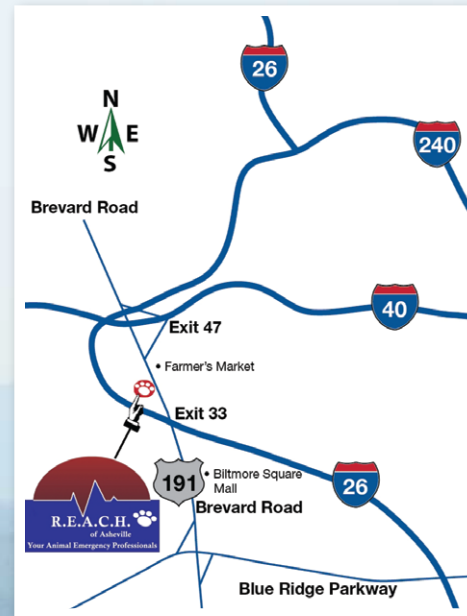 26
N
W E
S
240
Brevard Road
40
Exit 47
• Farmer's Market
Exit 33
191
• Biltmore Square
Mall
26
Brevard Road
R.E.A.C.H.
of Asheville
Your Animal Emergency Professionals
Blue Ridge Parkway